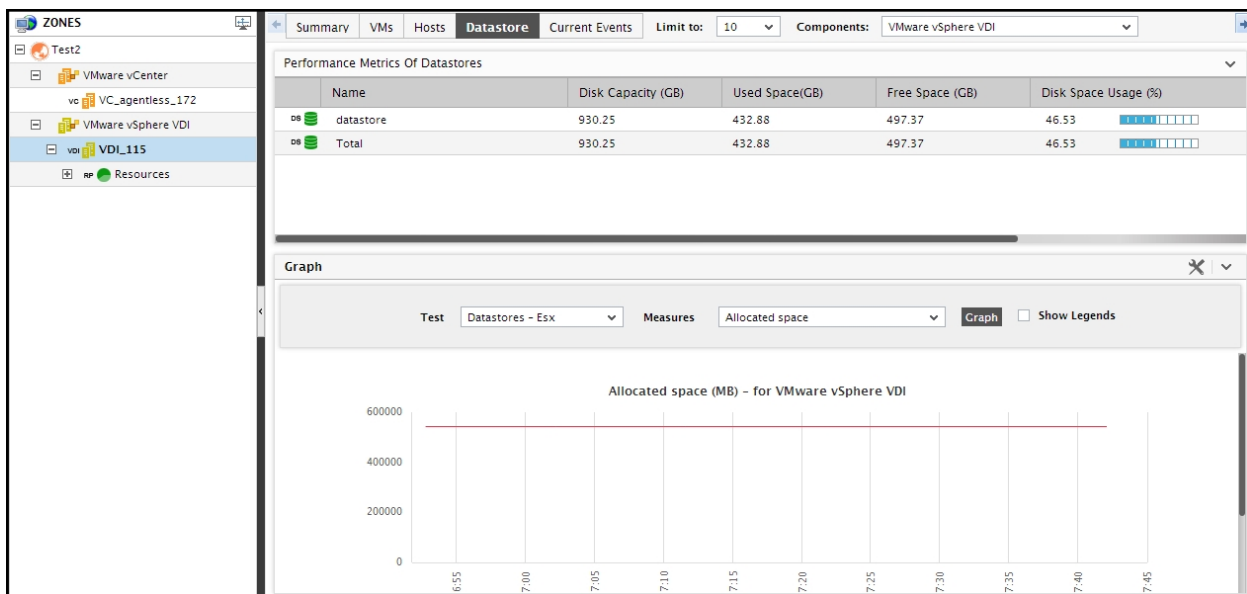 ZONES
Test2
VMware vCenter
VC VC_agentless_172
VMware vSphere VDI
VDI VDI_115
RP Resources
Summary VMs Hosts Datastore Current Events Limit to: 10 Components: VMware vSphere VDI
Performance Metrics Of Datastores
Name Disk Capacity (GB) Used Space(GB) Free Space (GB) Disk Space Usage (%)
DS datastore 930.25 432.88 497.37 46.53
DS Total 930.25 432.88 497.37 46.53
Graph
Test Datastores - Esx Measures Allocated space Graph Show Legends
Allocated space (MB) - for VMware vSphere VDI
600000
400000
200000
0
6:55 7:00 7:05 7:10 7:15 7:20 7:25 7:30 7:35 7:40 7:45